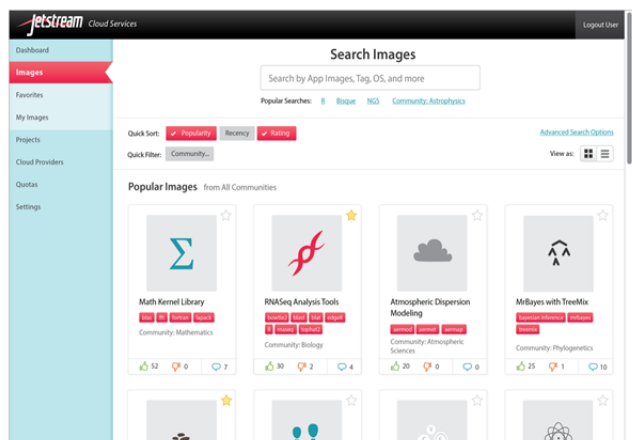 Jetstream Cloud Services
Logout User
Dashboard
Images
Favorites
My Images
Projects
Cloud Providers
Quotas
Settings
Search Images
Search by App Images, Tag, OS, and more
Popular Searches: R Bisque NGS Community: Astrophysics
Quick Sort: Popularity Recency Rating
Advanced Search Options
Quick Filter: Community...
View as:
Popular Images from All Communities
Σ
Math Kernel Library
blas fft fortran lapack
Community: Mathematics
52 0 7
RNASeq Analysis Tools
bowtie2 blast blat edgeR
R rnaseq tophat2
Community: Biology
30 2 4
Atmospheric Dispersion
Modeling
aermod aermet aermap
Community: Atmospheric
Sciences
20 0 0
MrBayes with TreeMix
bayesian inference mrbayes
treemix
Community: Phylogenetics
25 1 10